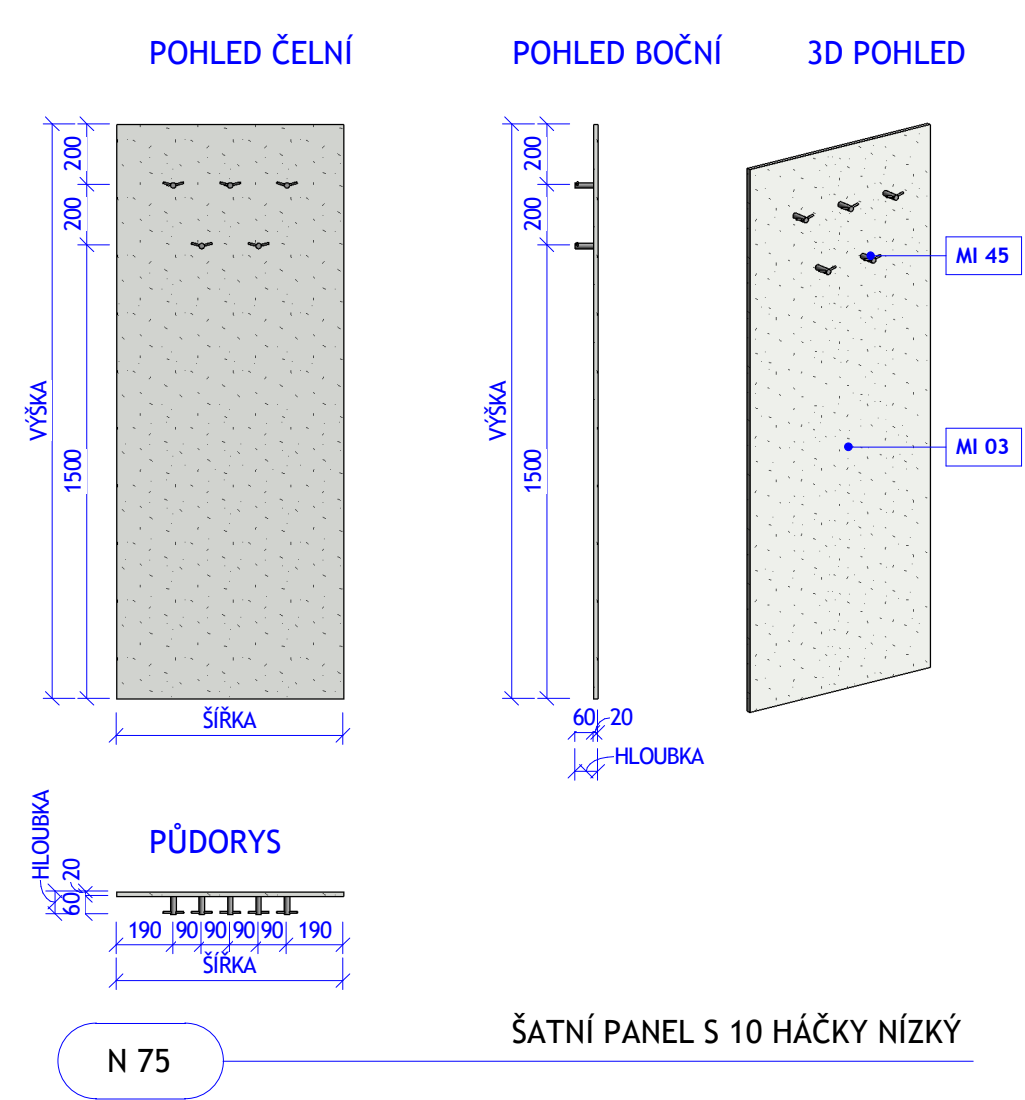 POHLED ČELNÍ
POHLED BOČNÍ
3D POHLED
200
200
VÝŠKA
1500
ŠÍŘKA
200
200
VÝŠKA
1500
60
20
HLOUBKA
MI 45
MI 03
PŮDORYS
HLOUBKA
20
60
190
90
90
90
90
190
ŠÍŘKA
ŠATNÍ PANEL S 10 HÁČKY NÍZKÝ
N 75